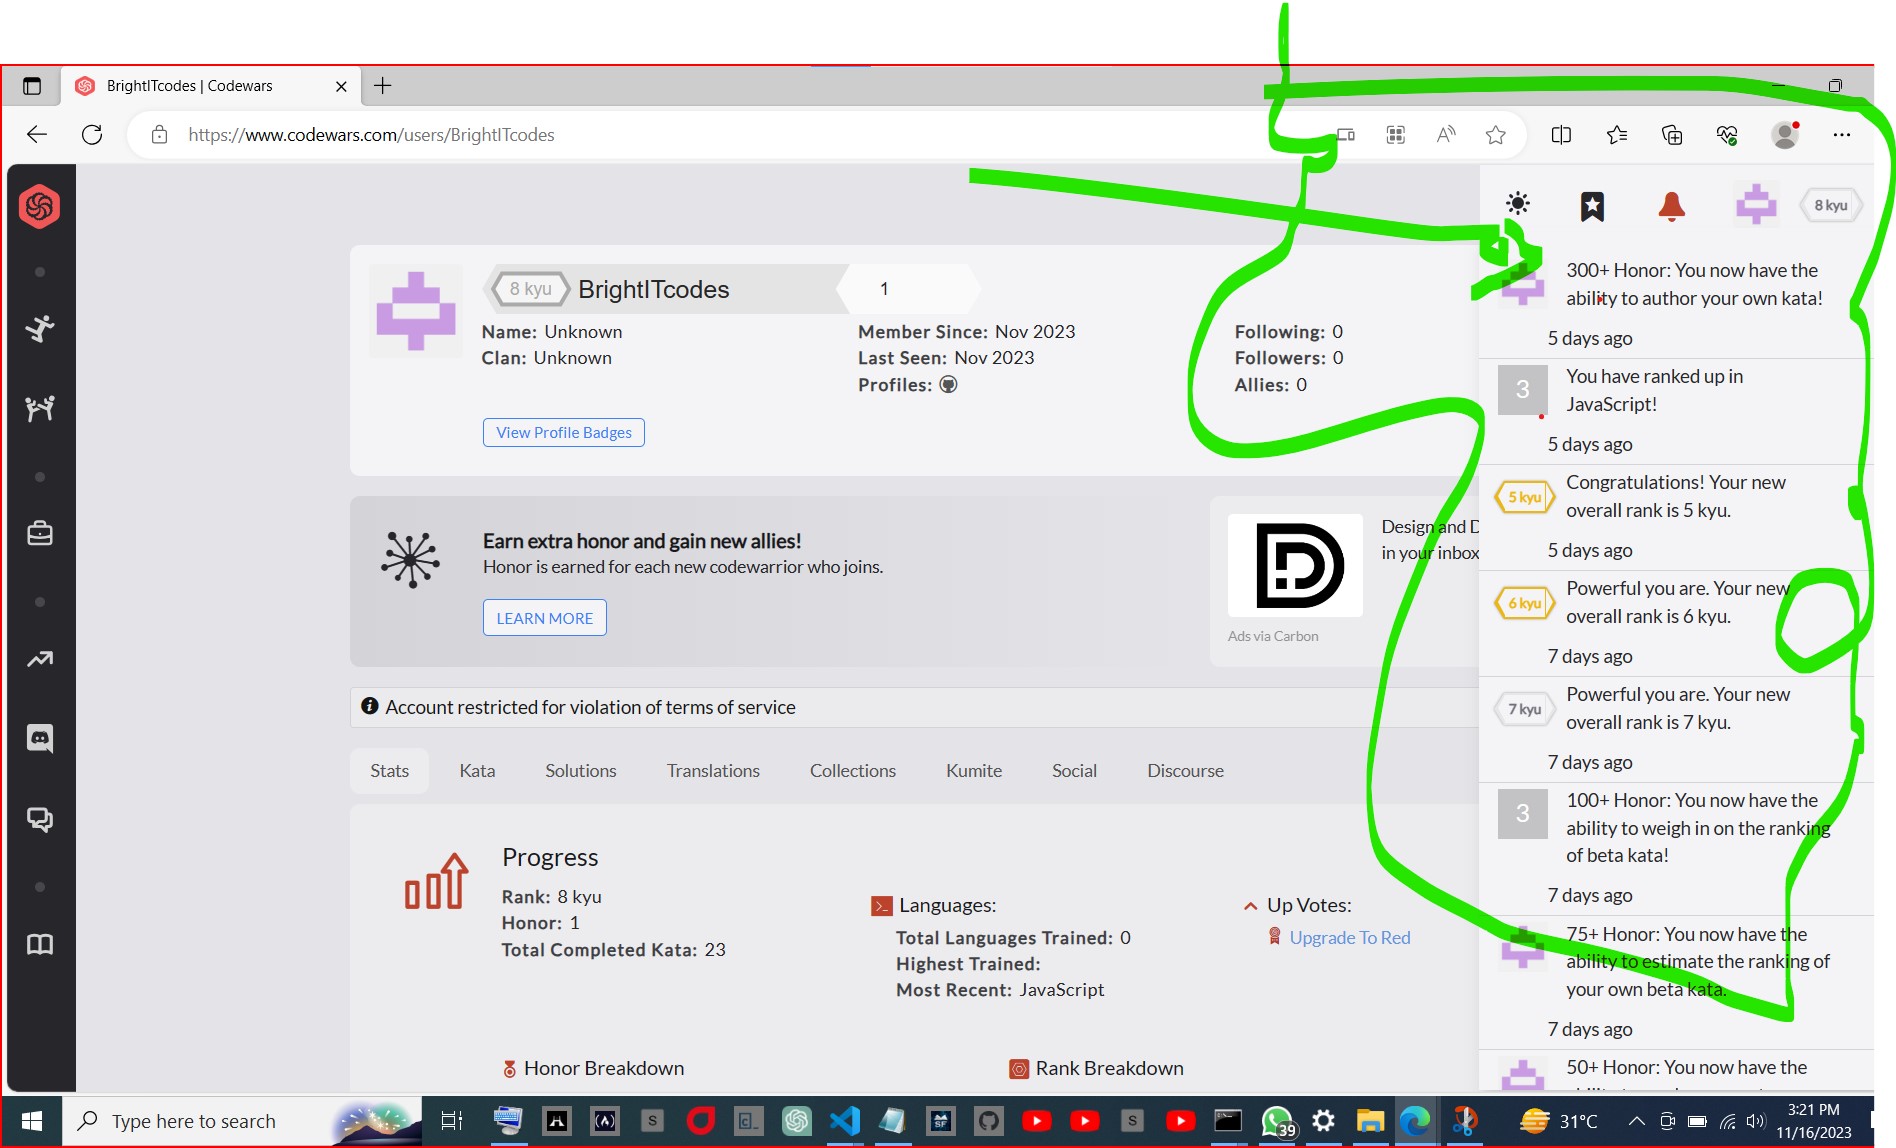 BrightITcodes | Codewars
https://www.codewars.com/users/BrightITcodes
8 kyu
8 kyu BrightITcodes 1
Name: Unknown
Clan: Unknown
Member Since: Nov 2023
Last Seen: Nov 2023
Profiles:
Following: 0
Followers: 0
Allies: 0
View Profile Badges
Earn extra honor and gain new allies!
Honor is earned for each new codewarrior who joins.
LEARN MORE
Design and D
in your inbox
Ads via Carbon
Account restricted for violation of terms of service
Stats Kata Solutions Translations Collections Kumite Social Discourse
Progress
Rank: 8 kyu
Honor: 1
Total Completed Kata: 23
Languages:
Total Languages Trained: 0
Highest Trained:
Most Recent: JavaScript
Up Votes:
Upgrade To Red
Honor Breakdown
Rank Breakdown
300+ Honor: You now have the
ability to author your own kata!
5 days ago
3
You have ranked up in
JavaScript!
5 days ago
5 kyu
Congratulations! Your new
overall rank is 5 kyu.
5 days ago
6 kyu
Powerful you are. Your new
overall rank is 6 kyu.
7 days ago
7 kyu
Powerful you are. Your new
overall rank is 7 kyu.
7 days ago
3
100+ Honor: You now have the
ability to weigh in on the ranking
of beta kata!
7 days ago
75+ Honor: You now have the
ability to estimate the ranking of
your own beta kata.
7 days ago
50+ Honor: You now have the
Type here to search
39
31°C
3:21 PM
11/16/2023